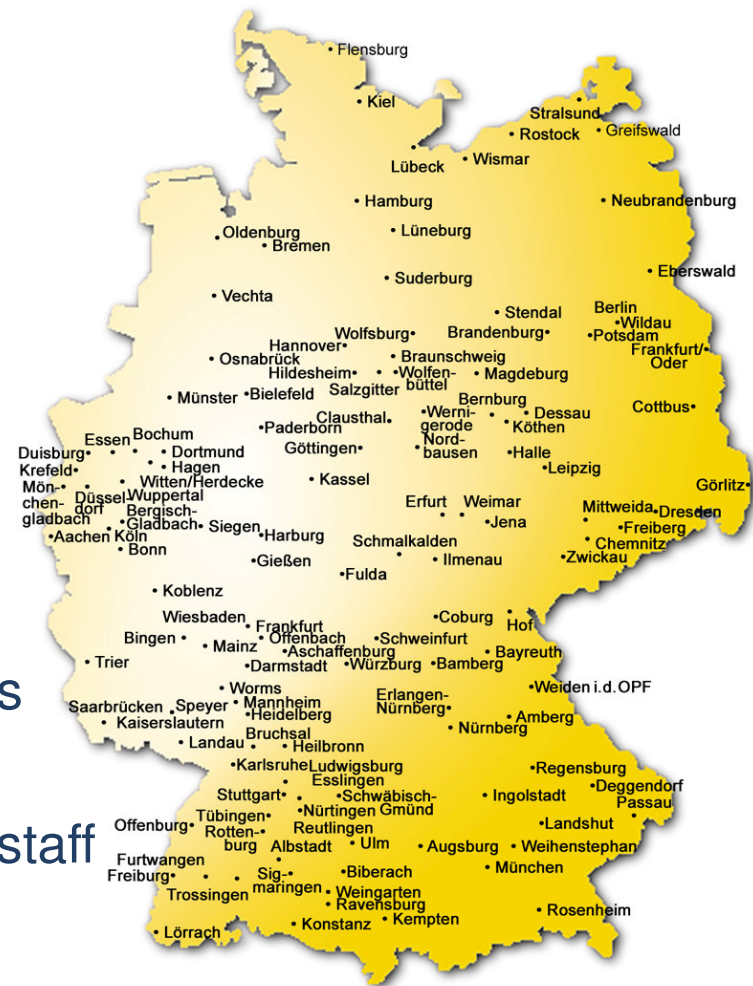 Flensburg
Kiel
Stralsund
Rostock
Greifswald
Wismar
Lübeck
Hamburg
Neubrandenburg
Lüneburg
Oldenburg
Bremen
Eberswald
Suderburg
Vechta
Stendal
Berlin
Wildau
Wolfsburg
Brandenburg
Potsdam
Hannover
Frankfurt/
Oder
Osnabrück
Braunschweig
Hildesheim
Wolfen-
büttel
Magdeburg
Salzgitter
Münster
Bielefeld
Bernburg
Cottbus
Clausthal
Werni-
gerode
Dessau
Paderborn
Köthen
Essen
Bochum
Göttingen
Nord-
bausen
Duisburg
Dortmund
Halle
Krefeld
Hagen
Leipzig
Witten/Herdecke
Kassel
Görlitz
Mön-
chen-
gladbach
Düssel-
dorf
Wuppertal
Bergisch-
Gladbach
Erfurt
Weimar
Mittweida
Dresden
Siegen
Jena
Freiberg
Aachen
Köln
Harburg
Schmalkalden
Chemnitz
Bonn
Gießen
Ilmenau
Zwickau
Fulda
Koblenz
Wiesbaden
Frankfurt
Coburg
Hof
Bingen
Offenbach
Schweinfurt
Mainz
Aschaffenburg
Bayreuth
Trier
Darmstadt
Würzburg
Bamberg
s
Worms
Weiden i.d.OPF
Saarbrücken
Speyer
Mannheim
Erlangen-
Nürnberg
Kaiserslautern
Heidelberg
Amberg
Nürnberg
Landau
Bruchsal
Heilbronn
Karlsruhe
Ludwigsburg
Regensburg
Esslingen
Deggendorf
Stuttgart
Schwäbisch-
Gmünd
Ingolstadt
Passau
Tübingen
Nürtingen
Offenburg
Rotten-
burg
Reutlingen
Landshut
staff
Albstadt
Ulm
Augsburg
Weihenstephan
Furtwangen
Freiburg
Sig-
maringen
Biberach
München
Trossingen
Weingarten
Ravensburg
Rosenheim
Konstanz
Kempten
Lörrach